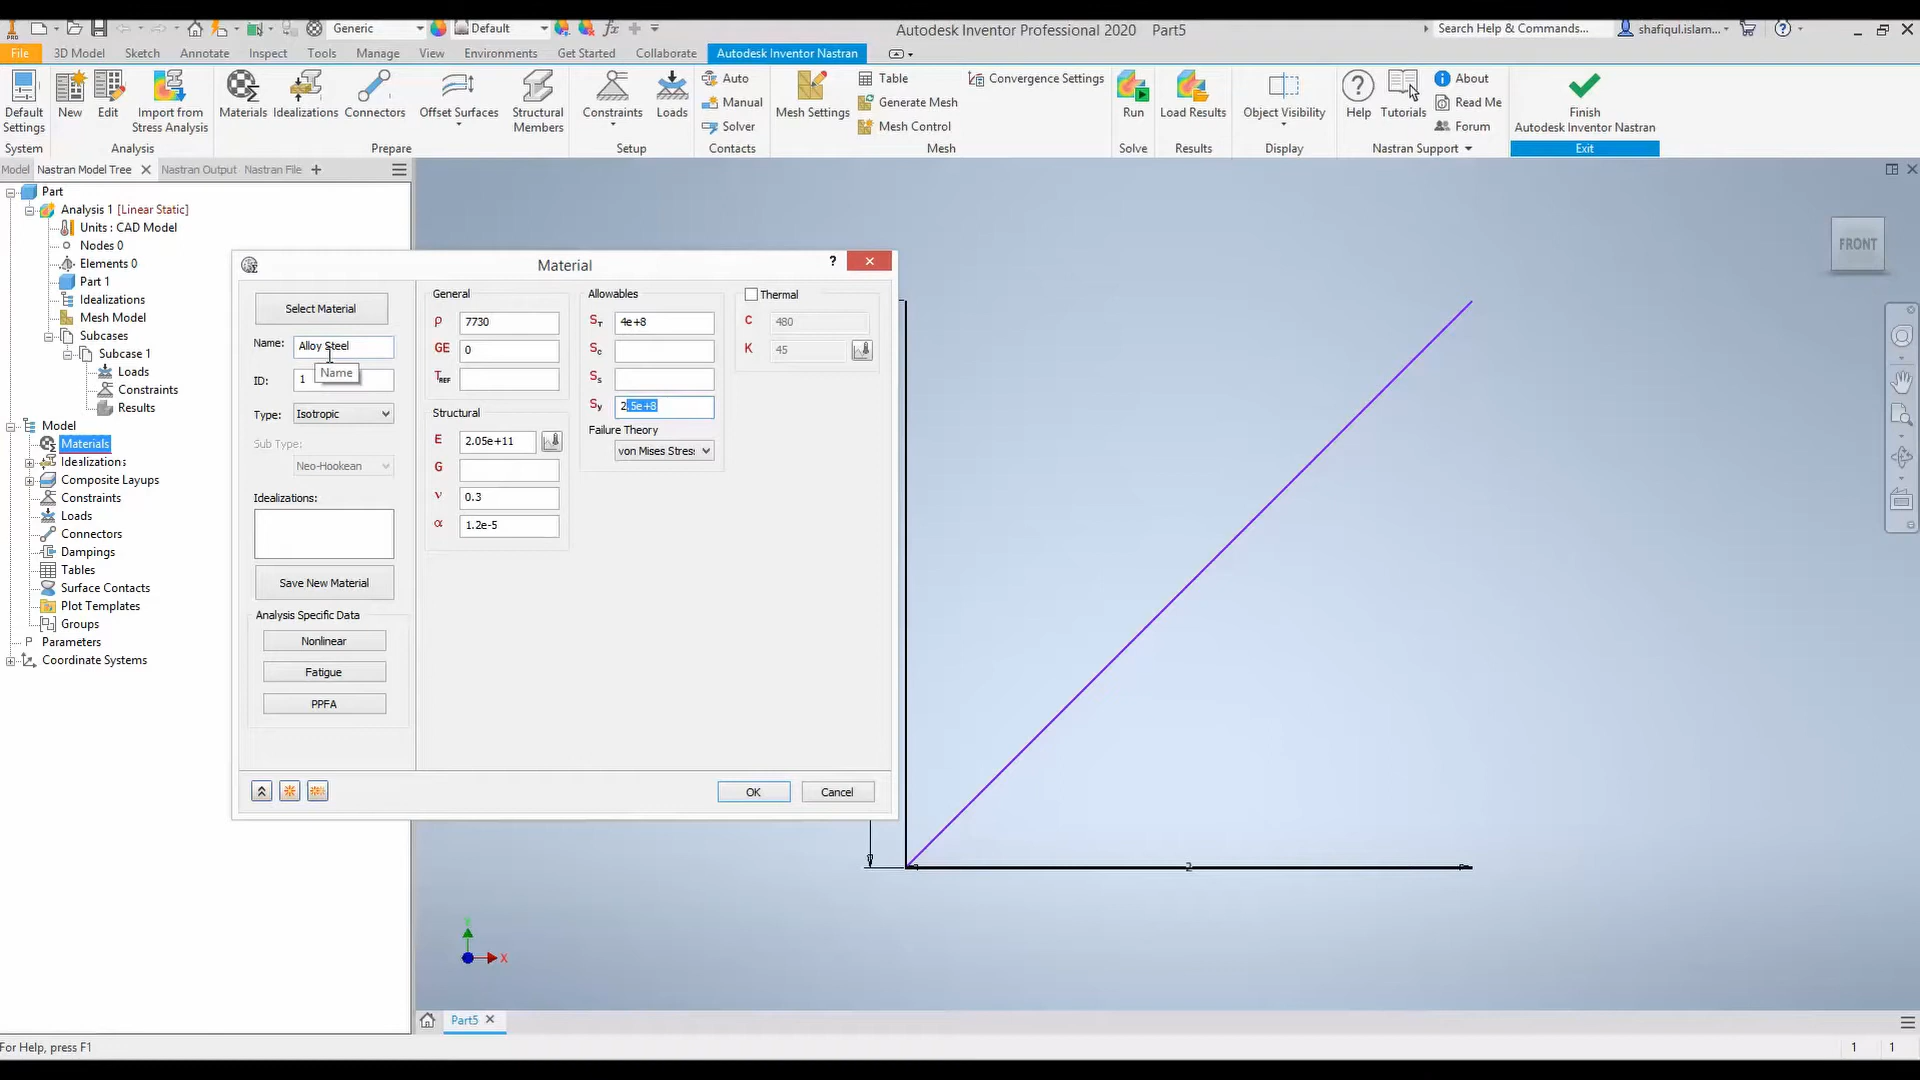 Generic
Default
Autodesk Inventor Professional 2020 Part5
Search Help & Commands...
shafiqul.islam...
File 3D Model Sketch Annotate Inspect Tools Manage View Environments Get Started Collaborate Autodesk Inventor Nastran
Default Settings
New
Edit
Import from Stress Analysis
Materials
Idealizations
Connectors
Offset Surfaces
Structural Members
Constraints
Loads
Auto
Manual
Solver
Mesh Settings
Table
Generate Mesh
Mesh Control
Convergence Settings
Run
Load Results
Object Visibility
Help
Tutorials
About
Read Me
Forum
Finish
Autodesk Inventor Nastran
System Analysis Prepare Setup Contacts Mesh Solve Results Display Nastran Support Exit
Model Nastran Model Tree Nastran Output Nastran File
Part
Analysis 1 [Linear Static]
Units : CAD Model
Nodes 0
Elements 0
Part 1
Idealizations
Mesh Model
Subcases
Subcase 1
Loads
Constraints
Results
Model
Materials
Idealizations
Composite Layups
Constraints
Loads
Connectors
Dampings
Tables
Surface Contacts
Plot Templates
Groups
P Parameters
Coordinate Systems
Material
?
Select Material
Name: Alloy Steel
Name
ID: 1
Type: Isotropic
Sub Type:
Neo-Hookean
Idealizations:
Save New Material
Analysis Specific Data
Nonlinear
Fatigue
PPFA
General
ρ 7730
GE 0
TREF
Structural
E 2.05e+11
G
ν 0.3
α 1.2e-5
Allowables
ST 4e+8
Sc
Ss
Sy 2.5e+8
Failure Theory
von Mises Stres
Thermal
C 480
K 45
OK
Cancel
FRONT
2
X
Part5
For Help, press F1
1 1